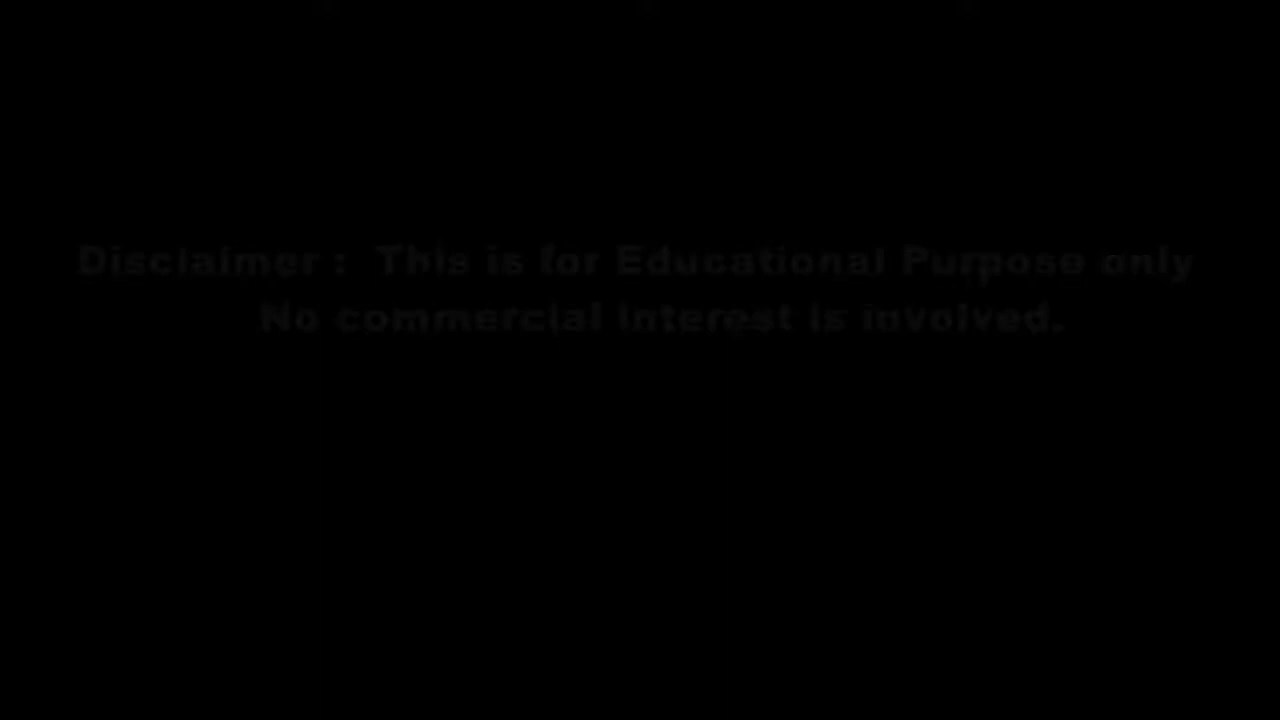 Disclaimer : This is for Educational Purpose only
No commercial interest is involved.